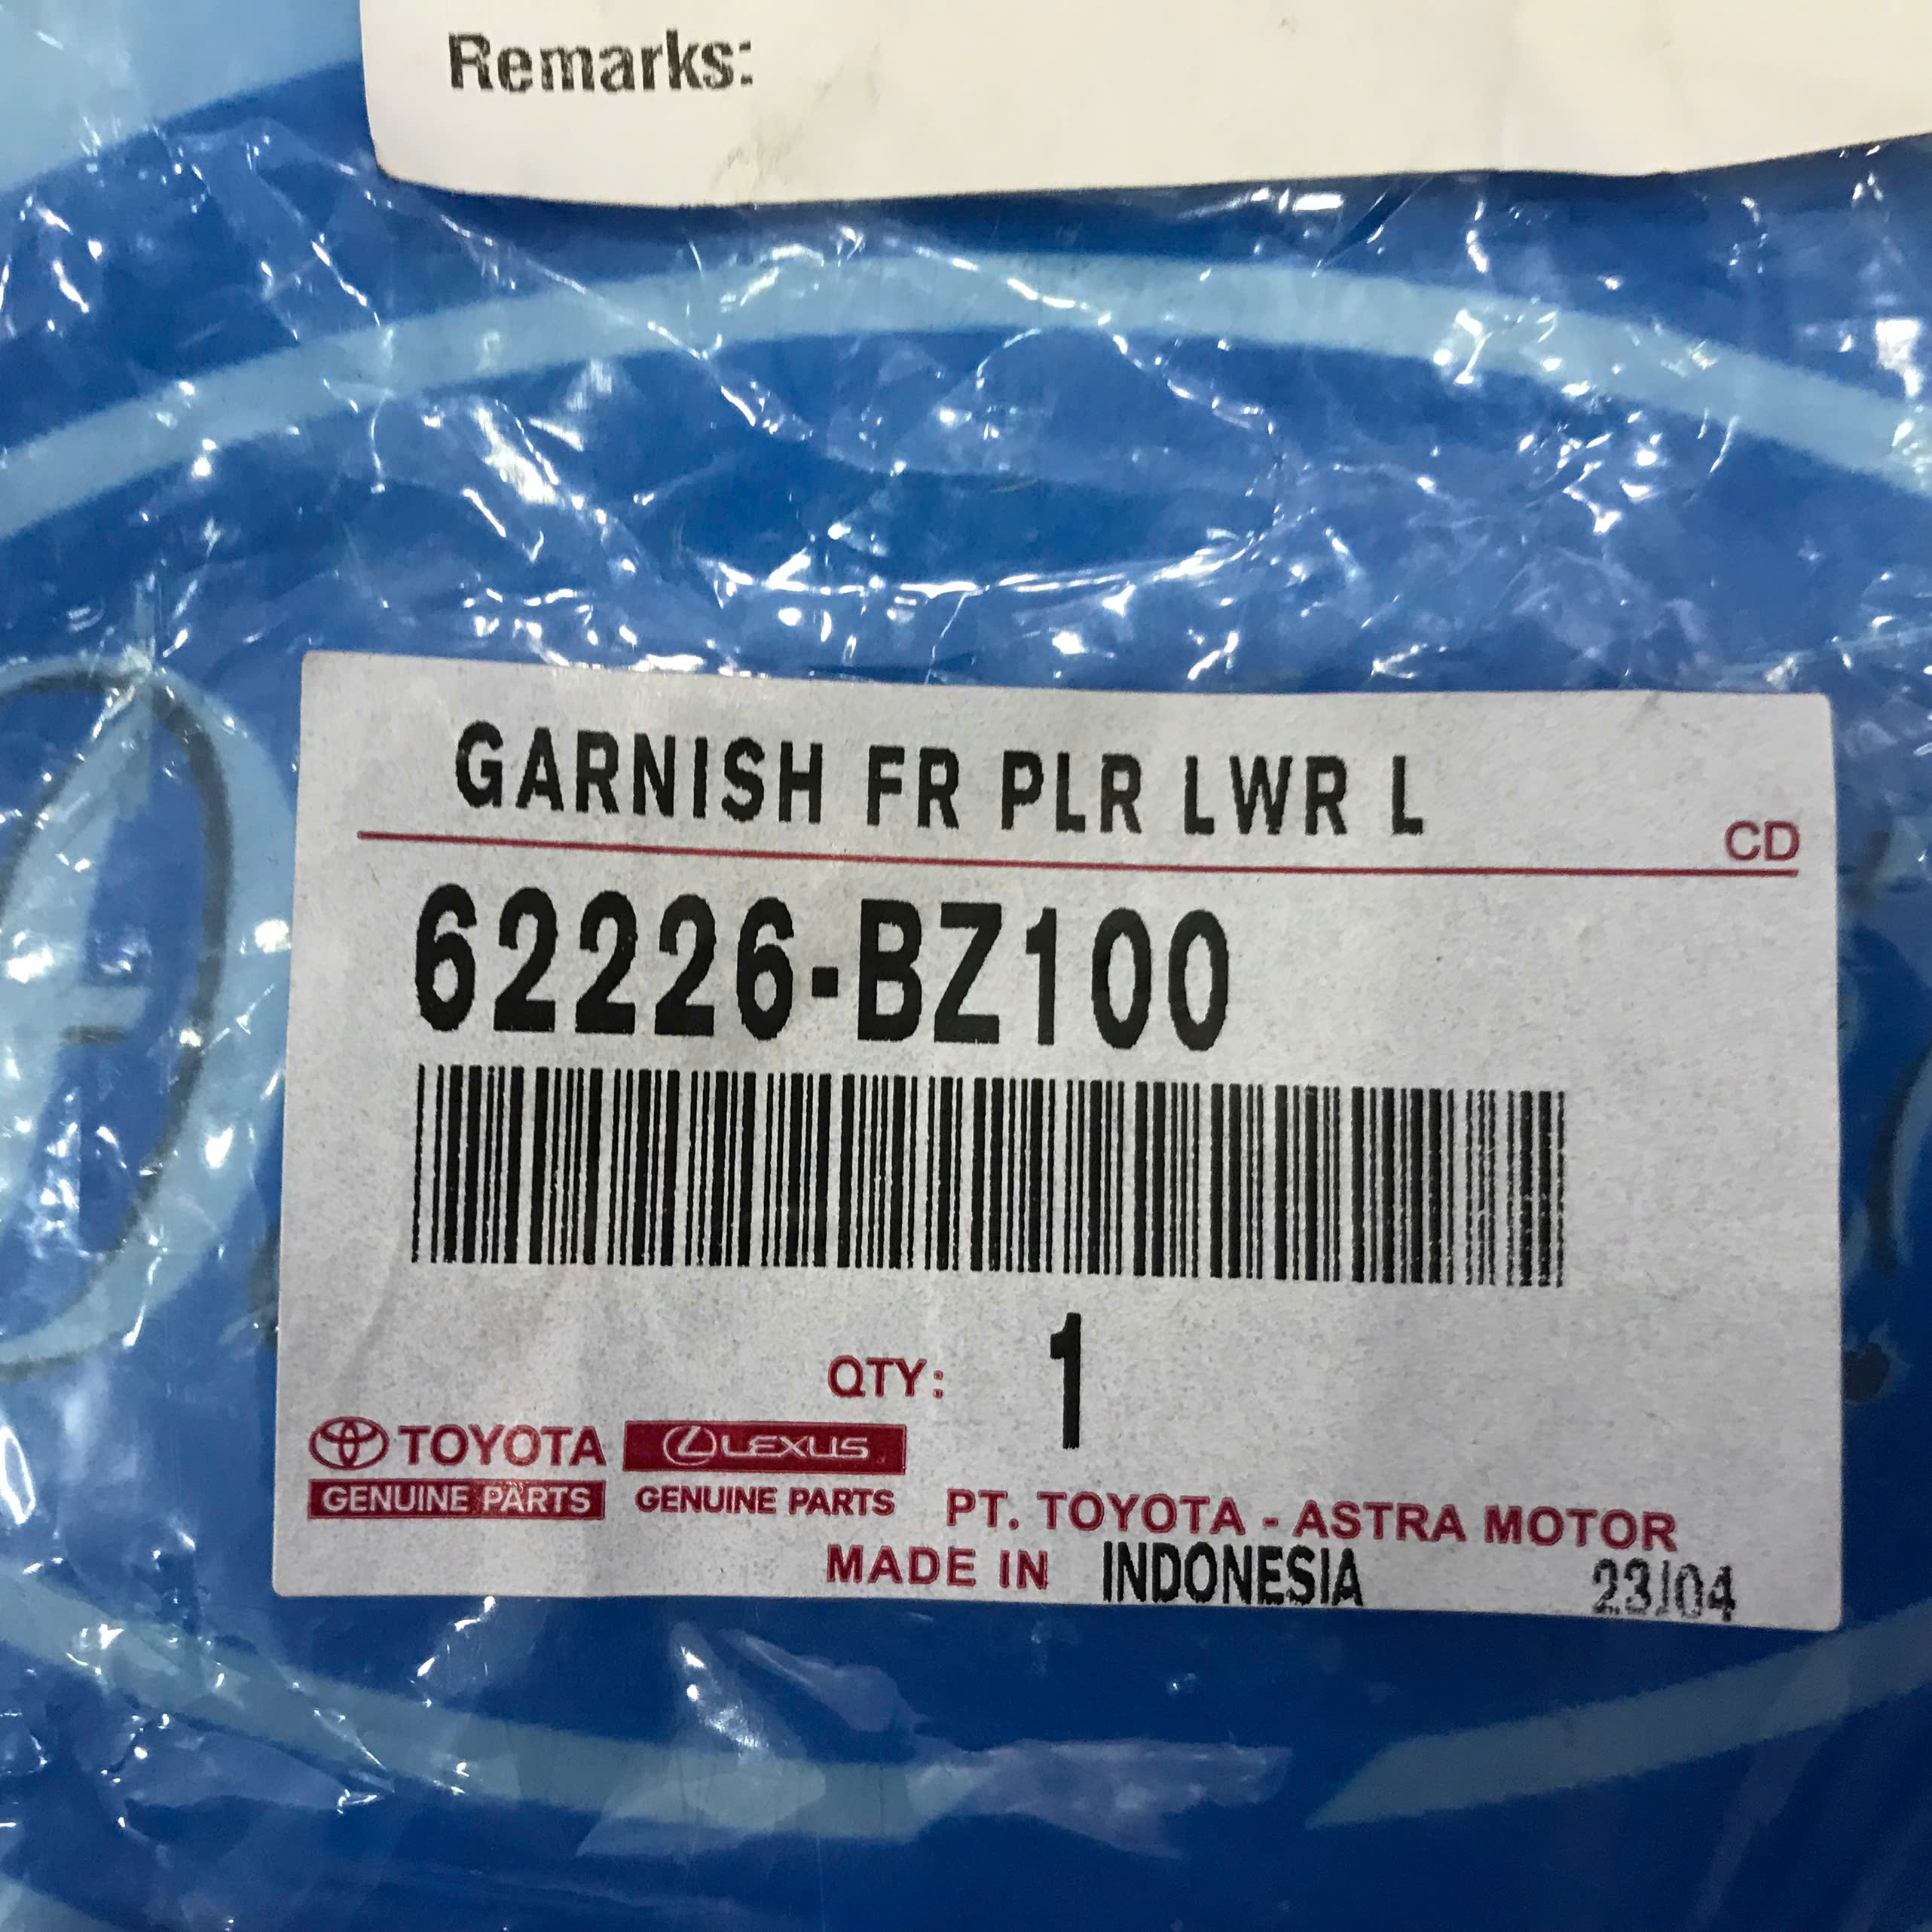 Remarks:
GARNISH FR PLR LWR L
CD
62226-BZ100
QTY: 1
TOYOTA LEXUS
GENUINE PARTS GENUINE PARTS PT. TOYOTA - ASTRA MOTOR
MADE IN INDONESIA 23/04